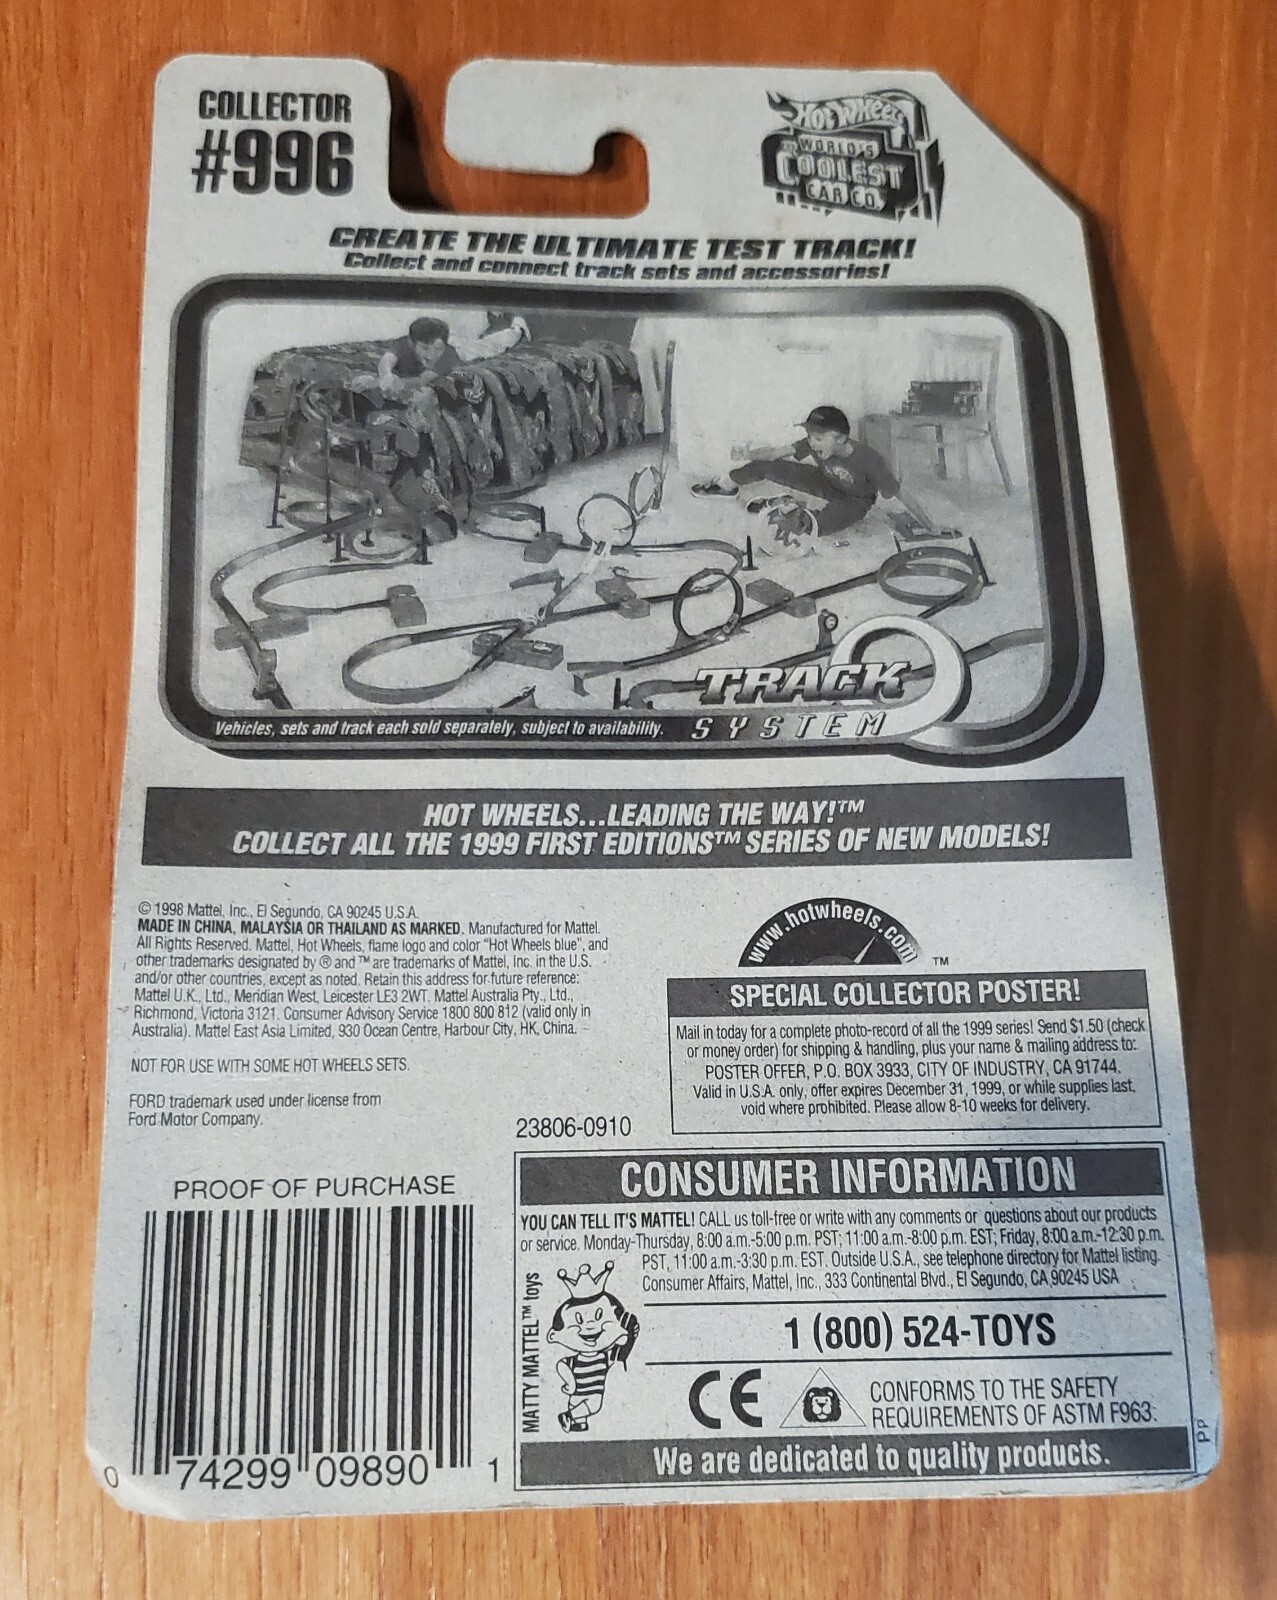 COLLECTOR
#996
HOT WHEELS
WORLD'S
COOLEST
CAR CO.
CREATE THE ULTIMATE TEST TRACK!
Collect and connect track sets and accessories!
TRACK
SYSTEM
Vehicles, sets and track each sold separately, subject to availability.
HOT WHEELS...LEADING THE WAY!™
COLLECT ALL THE 1999 FIRST EDITIONS™ SERIES OF NEW MODELS!
© 1998 Mattel, Inc., El Segundo, CA 90245 U.S.A.
MADE IN CHINA, MALAYSIA OR THAILAND AS MARKED. Manufactured for Mattel.
All Rights Reserved. Mattel, Hot Wheels, flame logo and color "Hot Wheels blue", and
other trademarks designated by ® and ™ are trademarks of Mattel, Inc. in the U.S.
and/or other countries, except as noted. Retain this address for future reference:
Mattel U.K., Ltd., Meridian West, Leicester LE3 2WT. Mattel Australia Pty., Ltd.,
Richmond, Victoria 3121. Consumer Advisory Service 1800 800 812 (valid only in
Australia). Mattel East Asia Limited, 930 Ocean Centre, Harbour City, HK, China.
NOT FOR USE WITH SOME HOT WHEELS SETS.
FORD trademark used under license from
Ford Motor Company.
23806-0910
www.hotwheels.com
™
SPECIAL COLLECTOR POSTER!
Mail in today for a complete photo-record of all the 1999 series! Send $1.50 (check
or money order) for shipping & handling, plus your name & mailing address to:
POSTER OFFER, P.O. BOX 3933, CITY OF INDUSTRY, CA 91744.
Valid in U.S.A. only, offer expires December 31, 1999, or while supplies last,
void where prohibited. Please allow 8-10 weeks for delivery.
PROOF OF PURCHASE
0 74299 09890 1
CONSUMER INFORMATION
YOU CAN TELL IT'S MATTEL! CALL us toll-free or write with any comments or questions about our products
or service. Monday-Thursday, 8:00 a.m.-5:00 p.m. PST; 11:00 a.m.-8:00 p.m. EST; Friday, 8:00 a.m.-12:30 p.m.
PST, 11:00 a.m.-3:30 p.m. EST. Outside U.S.A., see telephone directory for Mattel listing.
Consumer Affairs, Mattel, Inc., 333 Continental Blvd., El Segundo, CA 90245 USA
MATTY MATTEL™ toys
1 (800) 524-TOYS
CE
CONFORMS TO THE SAFETY
REQUIREMENTS OF ASTM F963.
We are dedicated to quality products.
PP